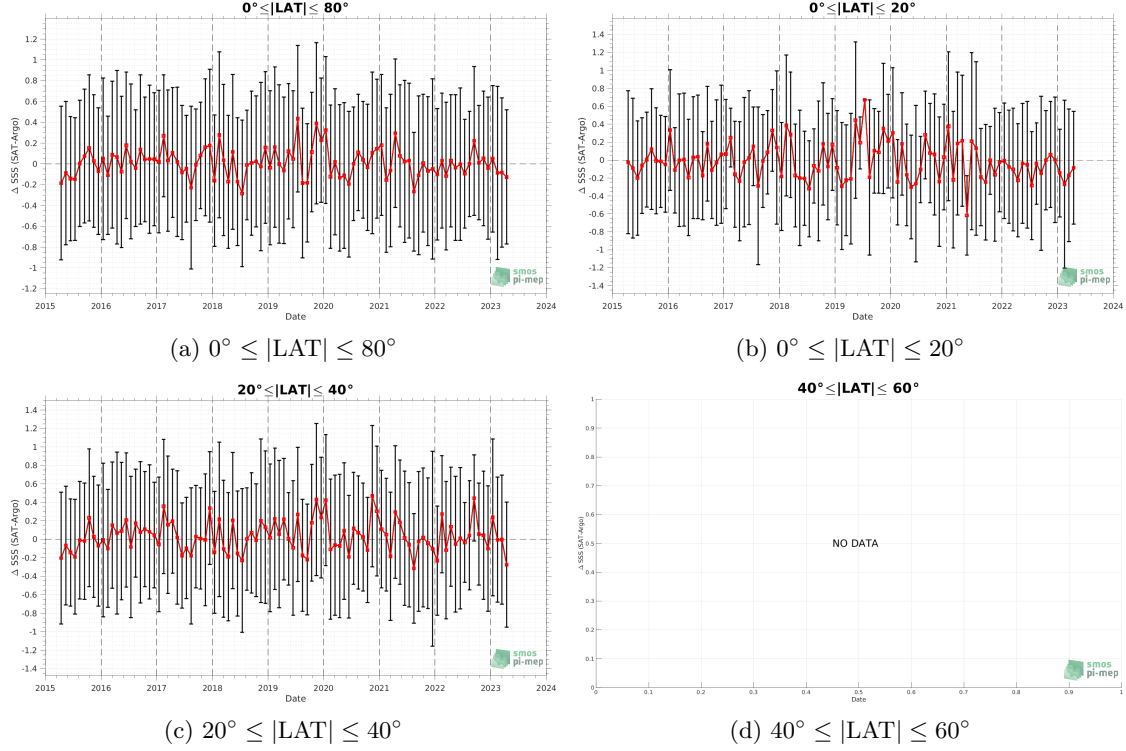 0°≤|LAT|≤ 80°
Δ SSS (SAT-Argo)
1.2
1
0.8
0.6
0.4
0.2
0
-0.2
-0.4
-0.6
-0.8
-1
-1.2
2015 2016 2017 2018 2019 2020 2021 2022 2023 2024
Date
smos
pi-mep
(a) 0° ≤ |LAT| ≤ 80°
0°≤|LAT|≤ 20°
Δ SSS (SAT-Argo)
1.4
1.2
1
0.8
0.6
0.4
0.2
0
-0.2
-0.4
-0.6
-0.8
-1
-1.2
-1.4
2015 2016 2017 2018 2019 2020 2021 2022 2023 2024
Date
smos
pi-mep
(b) 0° ≤ |LAT| ≤ 20°
20°≤|LAT|≤ 40°
Δ SSS (SAT-Argo)
1.4
1.2
1
0.8
0.6
0.4
0.2
0
-0.2
-0.4
-0.6
-0.8
-1
-1.2
-1.4
2015 2016 2017 2018 2019 2020 2021 2022 2023 2024
Date
smos
pi-mep
(c) 20° ≤ |LAT| ≤ 40°
40°≤|LAT|≤ 60°
Δ SSS (SAT-Argo)
1
0.9
0.8
0.7
0.6
0.5
0.4
0.3
0.2
0.1
0
NO DATA
0 0.1 0.2 0.3 0.4 0.5 0.6 0.7 0.8 0.9 1
Date
smos
pi-mep
(d) 40° ≤ |LAT| ≤ 60°